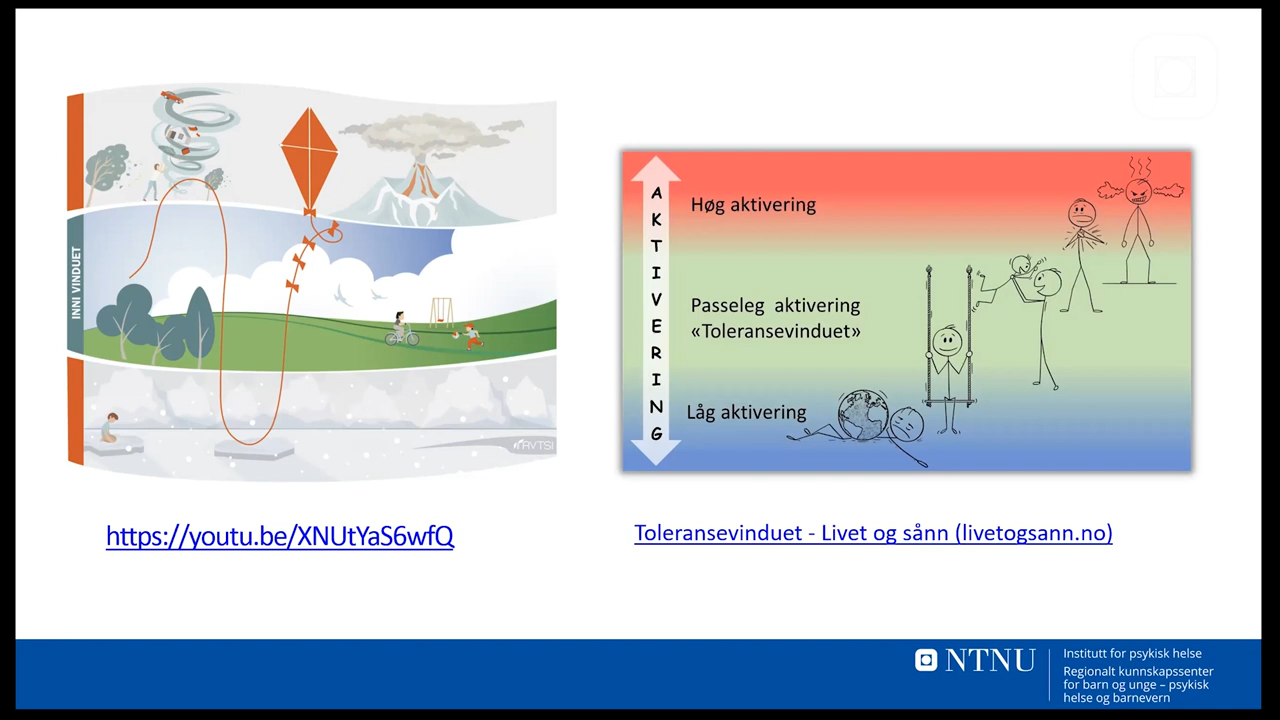 INNI VINDUET
RVTS
https://youtu.be/XNUtYaS6wfQ
AKTIVERING
Høg aktivering
Passeleg aktivering
«Toleransevinduet»
Låg aktivering
Toleransevinduet - Livet og sånn (livetogsann.no)
NTNU
Institutt for psykisk helse
Regionalt kunnskapssenter
for barn og unge – psykisk
helse og barnevern